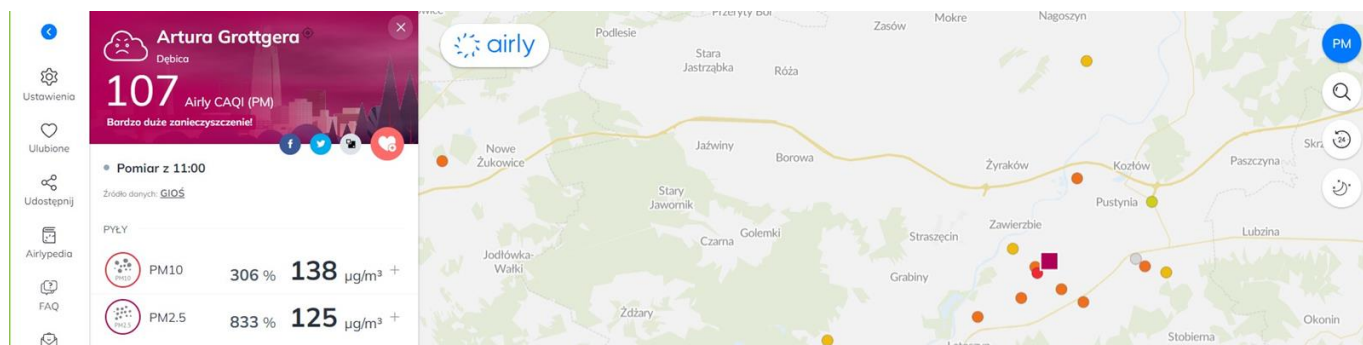 Ustawienia
Ulubione
Udostępnij
Airlypedia
FAQ
Artura Grottgera
Dębica
107 Airly CAQI (PM)
Bardzo duże zanieczyszczenie!
Pomiar z 11:00
Źródło danych: GIOŚ
PYŁY
PM10 PM10 306 % 138 µg/m³ +
PM2.5 PM2.5 833 % 125 µg/m³ +
airly
Przeryty Bór
Podlesie
Zasów
Mokre
Nagoszyn
Stara
Jastrząbka
Róża
Nowe
Żukowice
Jaźwiny
Borowa
Żyraków
Kozłów
Paszczyna
Stary
Jawornik
Pustynia
Golemki
Czarna
Straszęcin
Zawierzbie
Lubzina
Jodłówka-
Wałki
Grabiny
Żdżary
Okonin
Stobierna
PM
24